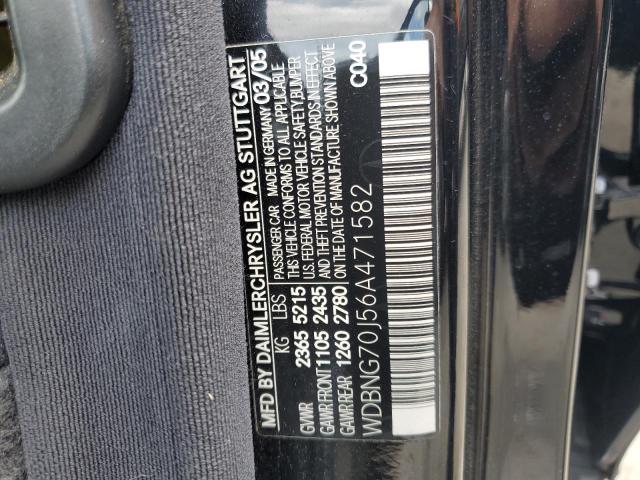 MFD BY DAIMLERCHRYSLER AG STUTTGART
KG LBS PASSENGER CAR MADE IN GERMANY 03/05
GVWR 2365 5215 THIS VEHICLE CONFORMS TO ALL APPLICABLE
U.S. FEDERAL MOTOR VEHICLE SAFETY, BUMPER
GAWR FRONT 1105 2435 AND THEFT PREVENTION STANDARDS IN EFFECT
GAWR REAR 1260 2780 ON THE DATE OF MANUFACTURE SHOWN ABOVE
WDBNG70J56A471582 C040